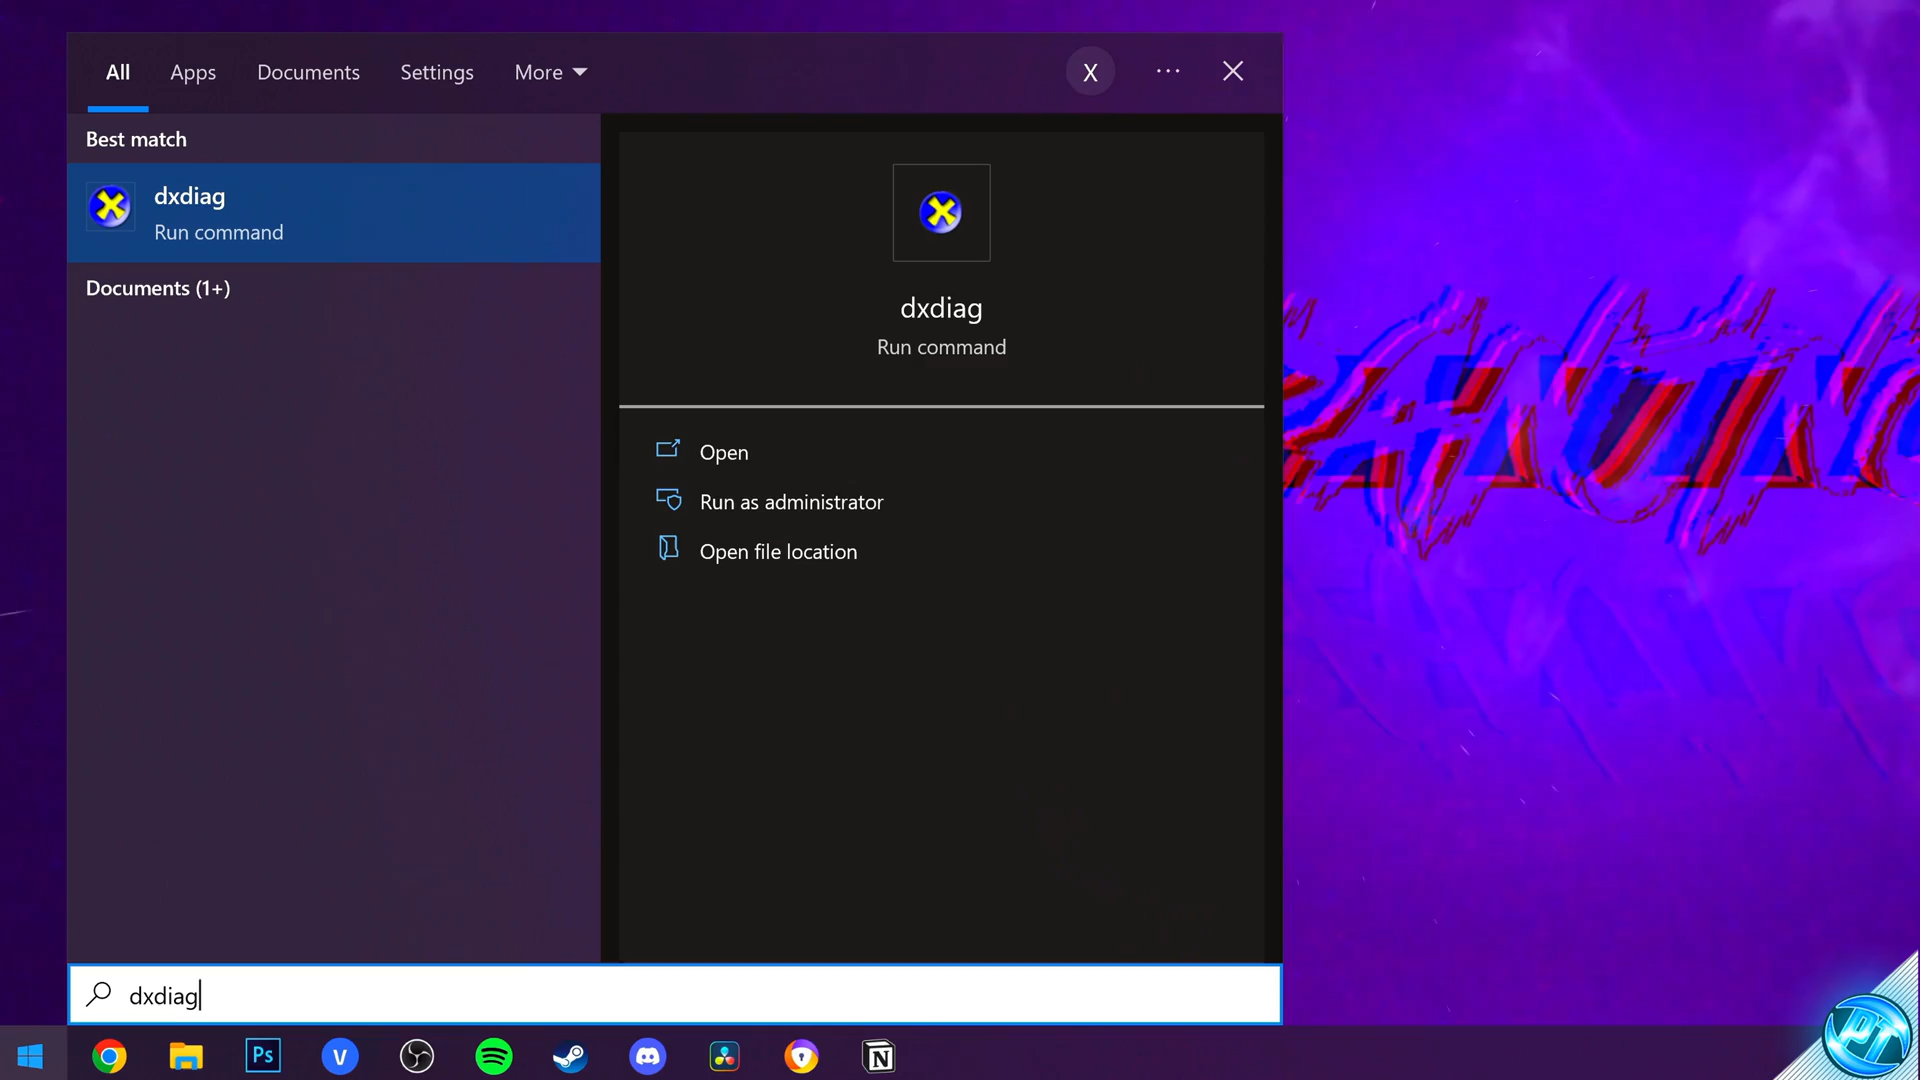 All
Apps
Documents
Settings
More
X
Best match
dxdiag
Run command
Documents (1+)
dxdiag
Run command
Open
Run as administrator
Open file location
dxdiag
Ps
V
N
PT